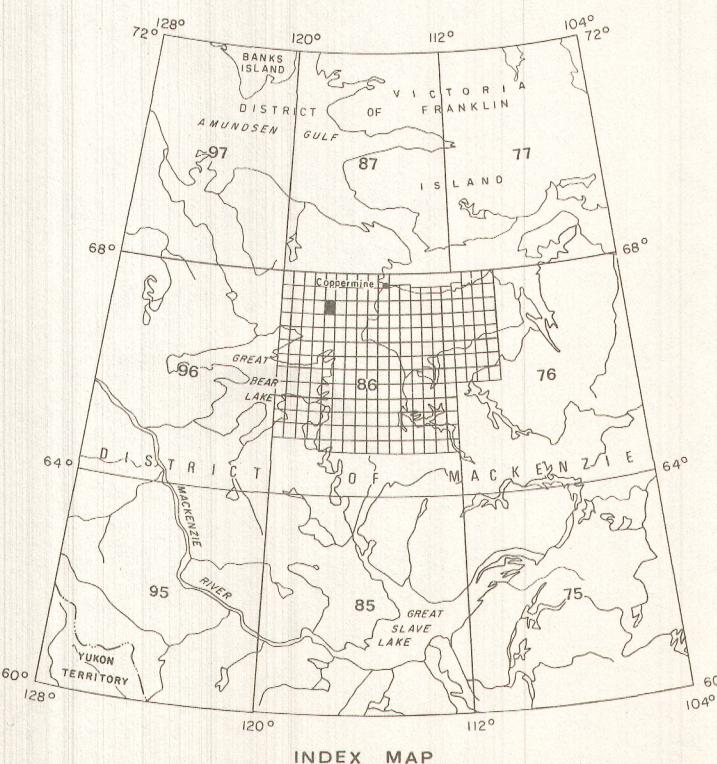 128°
120°
112°
104°
72°
72°
BANKS
ISLAND
VICTORIA
DISTRICT OF FRANKLIN
AMUNDSEN GULF
97
87
77
ISLAND
68°
68°
Coppermine
GREAT
BEAR
LAKE
96
86
76
DISTRICT OF MACKENZIE
64°
64°
MACKENZIE
RIVER
95
85
75
GREAT
SLAVE
LAKE
YUKON
TERRITORY
60°
60
128°
120°
112°
104°
INDEX MAP